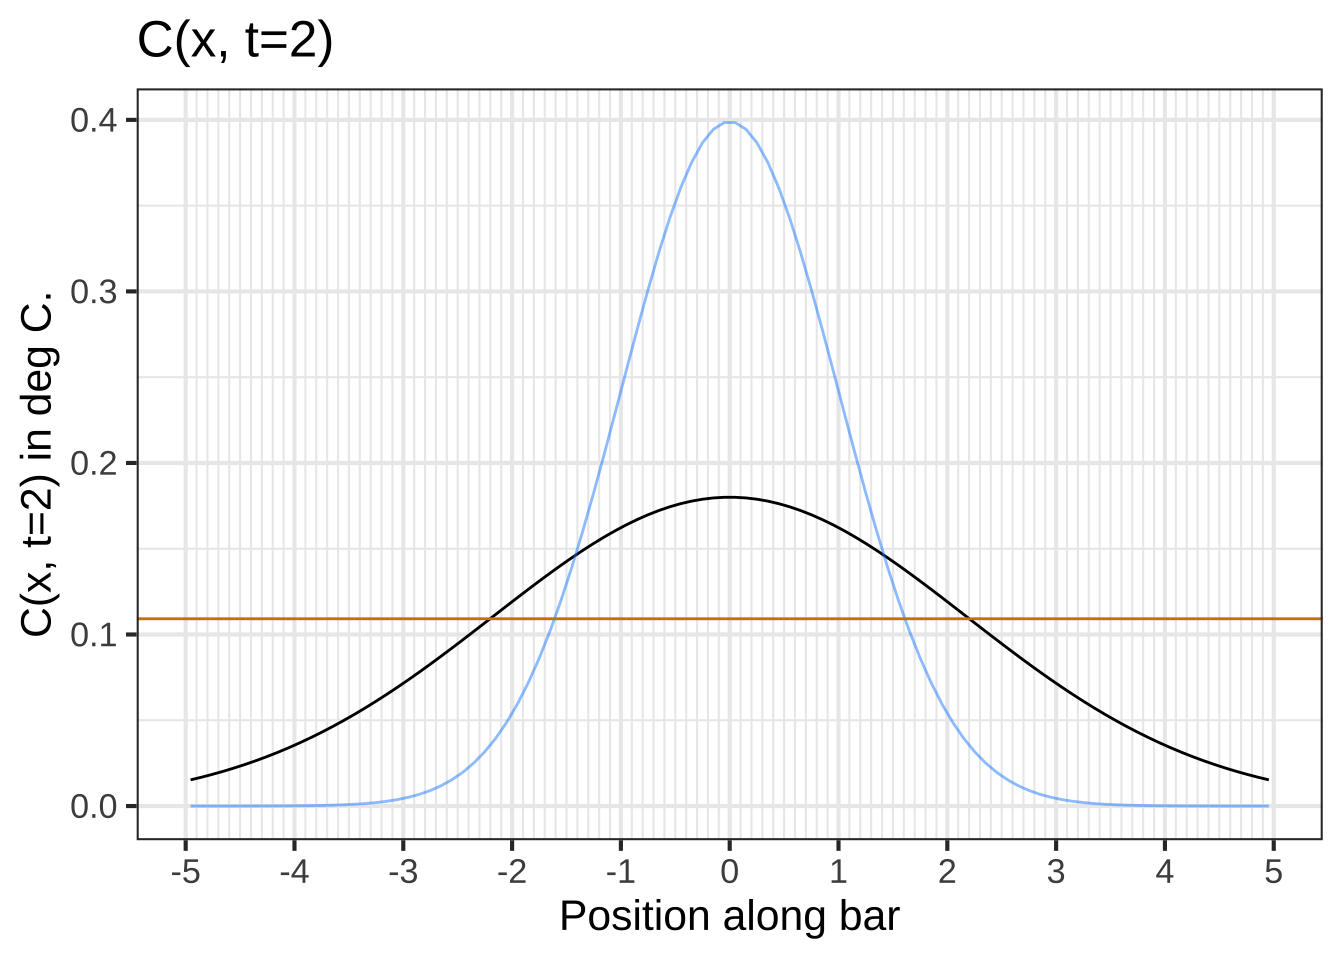 C(x, t=2)
C(x, t=2) in deg C.
0.4
0.3
0.2
0.1
0.0
-5 -4 -3 -2 -1 0 1 2 3 4 5
Position along bar